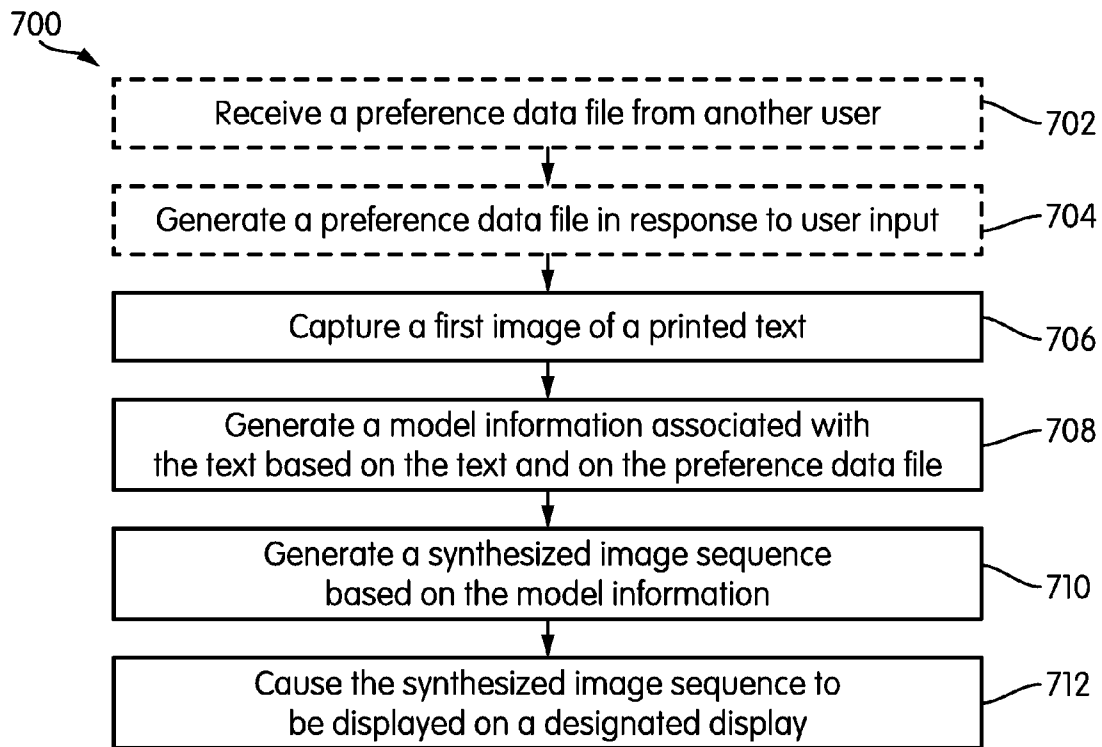 700
Receive a preference data file from another user
702
Generate a preference data file in response to user input
704
Capture a first image of a printed text
706
Generate a model information associated with
the text based on the text and on the preference data file
708
Generate a synthesized image sequence
based on the model information
710
Cause the synthesized image sequence to
be displayed on a designated display
712